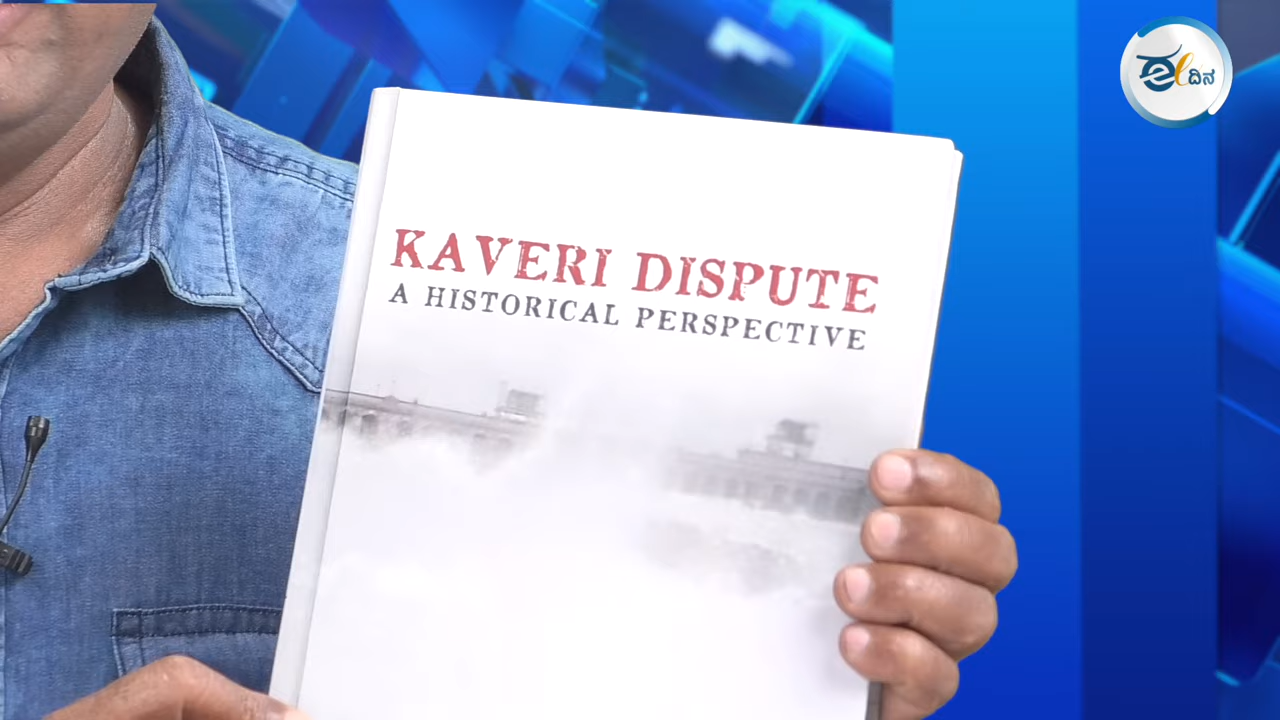 KAVERI DISPUTE
A HISTORICAL PERSPECTIVE
ದಿನ